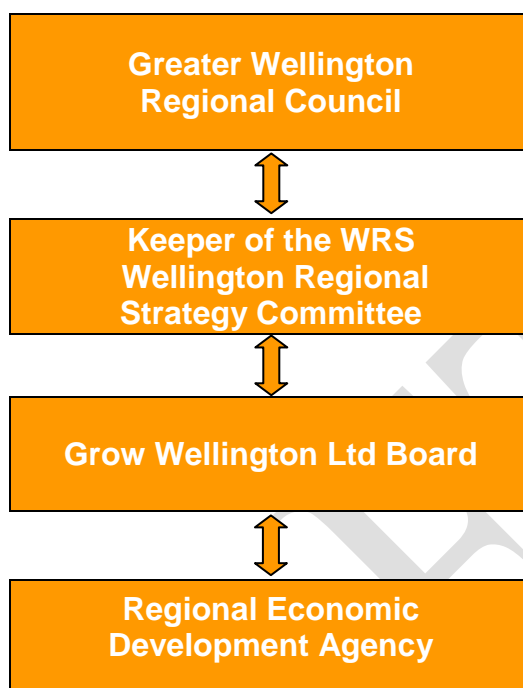 Greater Wellington
Regional Council
Keeper of the WRS
Wellington Regional
Strategy Committee
Grow Wellington Ltd Board
Regional Economic
Development Agency